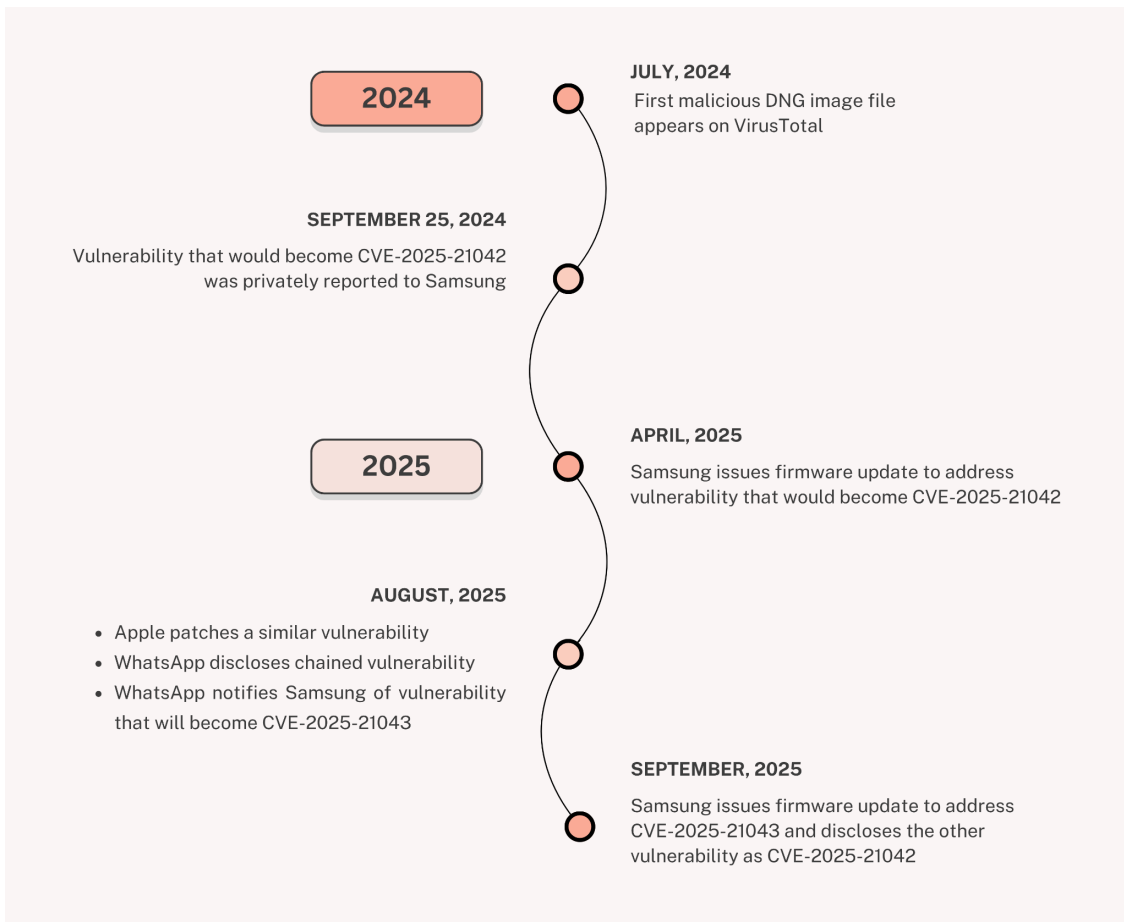 2024
JULY, 2024
First malicious DNG image file
appears on VirusTotal
SEPTEMBER 25, 2024
Vulnerability that would become CVE-2025-21042
was privately reported to Samsung
2025
APRIL, 2025
Samsung issues firmware update to address
vulnerability that would become CVE-2025-21042
AUGUST, 2025
• Apple patches a similar vulnerability
• WhatsApp discloses chained vulnerability
• WhatsApp notifies Samsung of vulnerability
that will become CVE-2025-21043
SEPTEMBER, 2025
Samsung issues firmware update to address
CVE-2025-21043 and discloses the other
vulnerability as CVE-2025-21042